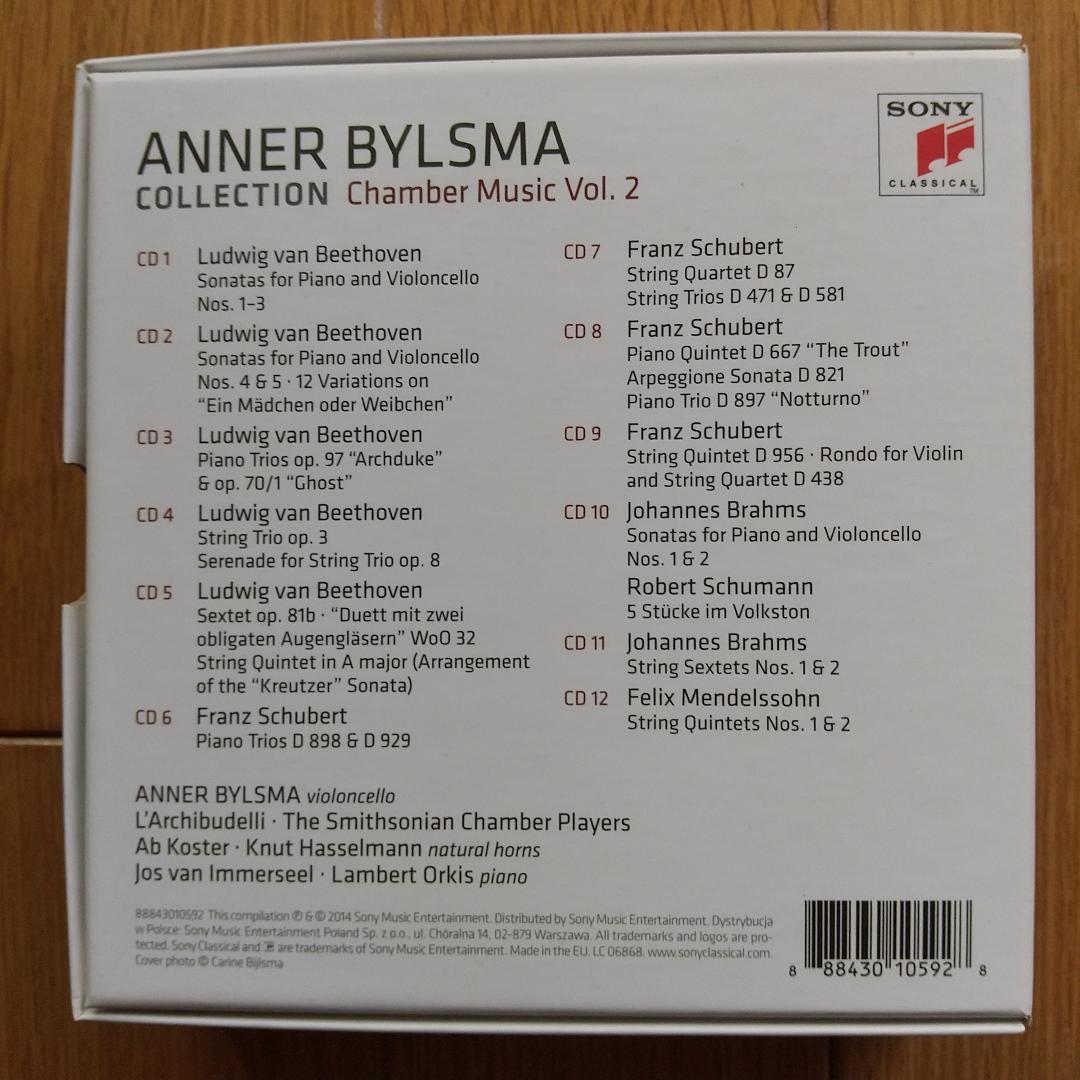 ANNER BYLSMA
COLLECTION Chamber Music Vol. 2
SONY
CLASSICAL
TM
CD 1 Ludwig van Beethoven
Sonatas for Piano and Violoncello
Nos. 1–3
CD 2 Ludwig van Beethoven
Sonatas for Piano and Violoncello
Nos. 4 & 5 · 12 Variations on
“Ein Mädchen oder Weibchen”
CD 3 Ludwig van Beethoven
Piano Trios op. 97 “Archduke”
& op. 70/1 “Ghost”
CD 4 Ludwig van Beethoven
String Trio op. 3
Serenade for String Trio op. 8
CD 5 Ludwig van Beethoven
Sextet op. 81b · “Duett mit zwei
obligaten Augengläsern” WoO 32
String Quintet in A major (Arrangement
of the “Kreutzer” Sonata)
CD 6 Franz Schubert
Piano Trios D 898 & D 929
CD 7 Franz Schubert
String Quartet D 87
String Trios D 471 & D 581
CD 8 Franz Schubert
Piano Quintet D 667 “The Trout”
Arpeggione Sonata D 821
Piano Trio D 897 “Notturno”
CD 9 Franz Schubert
String Quintet D 956 · Rondo for Violin
and String Quartet D 438
CD 10 Johannes Brahms
Sonatas for Piano and Violoncello
Nos. 1 & 2
Robert Schumann
5 Stücke im Volkston
CD 11 Johannes Brahms
String Sextets Nos. 1 & 2
CD 12 Felix Mendelssohn
String Quintets Nos. 1 & 2
ANNER BYLSMA violoncello
L’Archibudelli · The Smithsonian Chamber Players
Ab Koster · Knut Hasselmann natural horns
Jos van Immerseel · Lambert Orkis piano
88843010592 This compilation ℗ & © 2014 Sony Music Entertainment. Distributed by Sony Music Entertainment. Dystrybucja
w Polsce: Sony Music Entertainment Poland Sp. z o.o., ul. Chóralna 14, 02-879 Warszawa. All trademarks and logos are pro-
tected. Sony Classical and are trademarks of Sony Music Entertainment. Made in the EU. LC 06868. www.sonyclassical.com
Cover photo © Carine Bijlsma
8 88430 10592 8